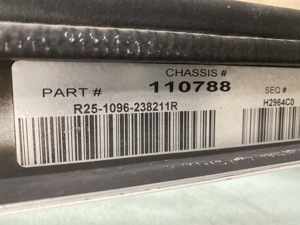 CHASSIS #
PART # 110788 SEQ #
R25-1096-238211R H2964C0